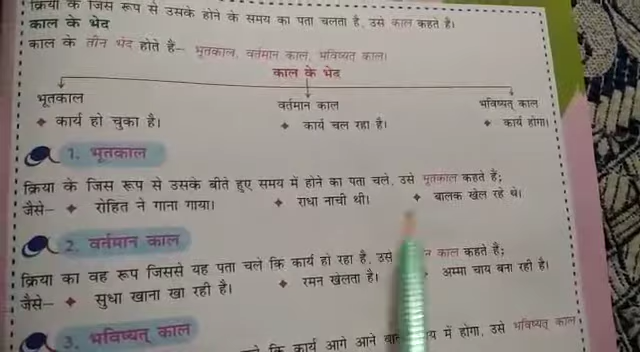 क्रिया के जिस रूप से उसके होने के समय का पता चलता है, उसे काल कहते हैं।
काल के भेद
काल के तीन भेद होते हैं– भूतकाल, वर्तमान काल, भविष्यत् काल।
काल के भेद
भूतकाल वर्तमान काल भविष्यत् काल
❖ कार्य हो चुका है। ❖ कार्य चल रहा है। ❖ कार्य होगा।
1. भूतकाल
क्रिया के जिस रूप से उसके बीते हुए समय में होने का पता चले, उसे भूतकाल कहते हैं;
जैसे– ❖ रोहित ने गाना गाया। ❖ राधा नाची थी। ❖ बालक खेल रहे थे।
2. वर्तमान काल
क्रिया का वह रूप जिससे यह पता चले कि कार्य हो रहा है, उसे काल कहते हैं;
जैसे– ❖ सुधा खाना खा रही है। ❖ रमन खेलता है। अम्मा चाय बना रही है।
3. भविष्यत् काल
कि कार्य आगे आने में होगा, उसे भविष्यत् काल